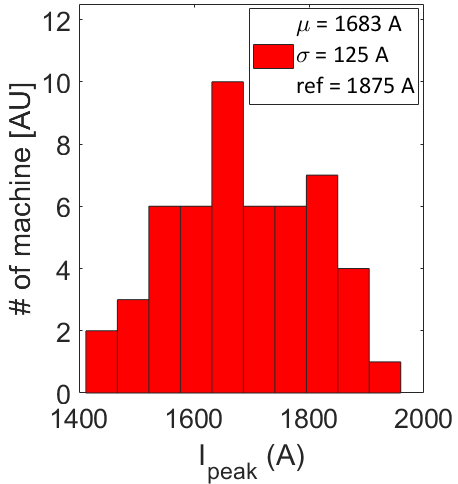 μ = 1683 A
σ = 125 A
ref = 1875 A
# of machine [AU]
12
10
8
6
4
2
0
1400 1600 1800 2000
I_peak (A)